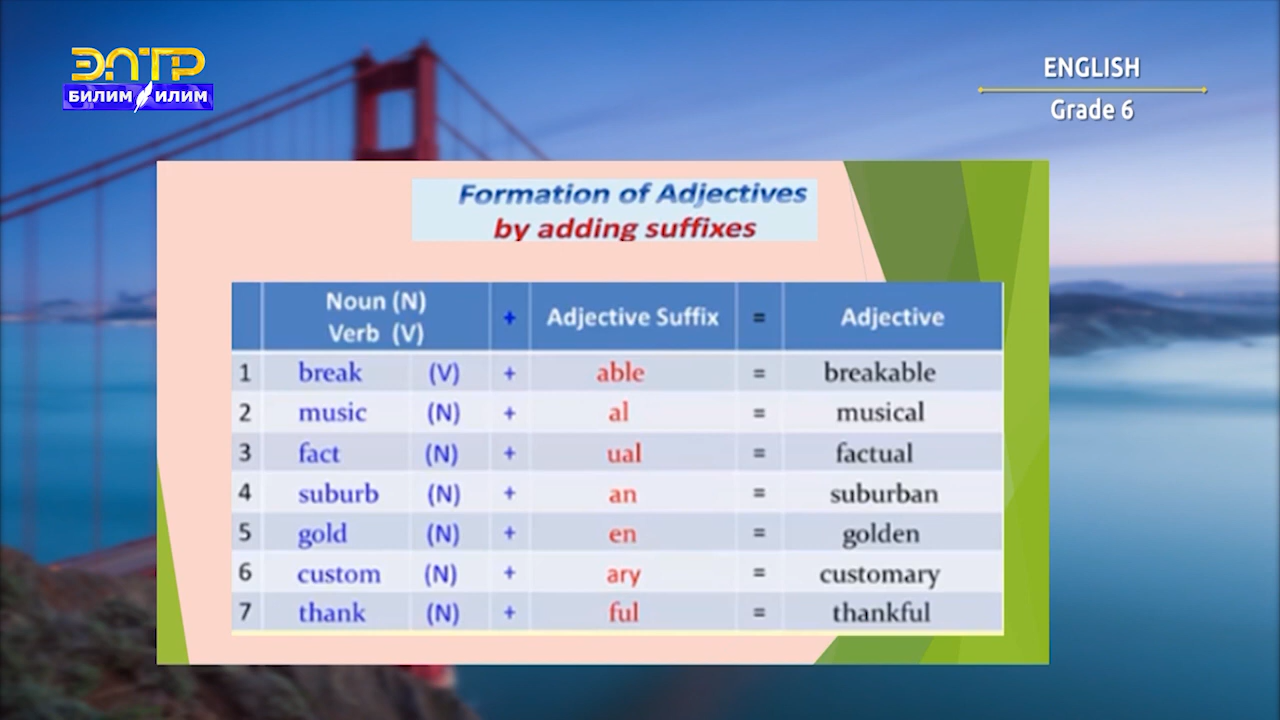 ЭЛТР
БИЛИМ ИЛИМ
ENGLISH
Grade 6
Formation of Adjectives
by adding suffixes
Noun (N)
Verb (V) + Adjective Suffix = Adjective
1 break (V) + able = breakable
2 music (N) + al = musical
3 fact (N) + ual = factual
4 suburb (N) + an = suburban
5 gold (N) + en = golden
6 custom (N) + ary = customary
7 thank (N) + ful = thankful